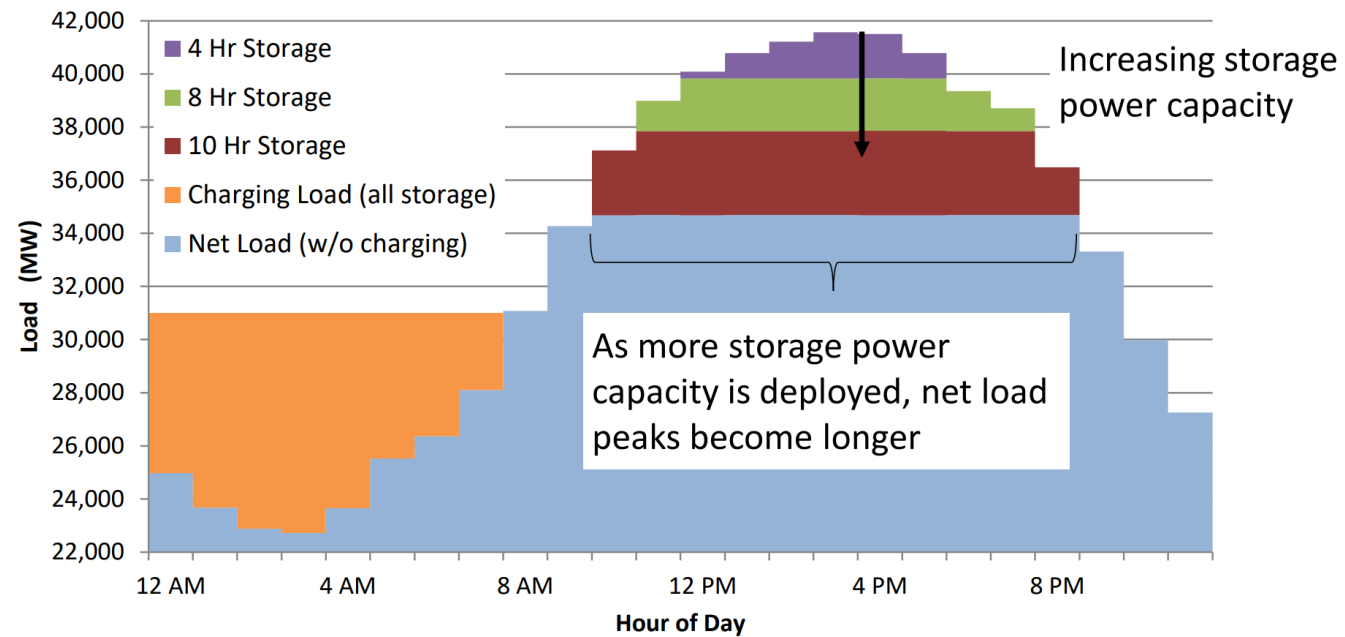 42,000
40,000
38,000
36,000
34,000
32,000
30,000
28,000
26,000
24,000
22,000
Load (MW)
4 Hr Storage
8 Hr Storage
10 Hr Storage
Charging Load (all storage)
Net Load (w/o charging)
Increasing storage
power capacity
As more storage power
capacity is deployed, net load
peaks become longer
12 AM
4 AM
8 AM
12 PM
4 PM
8 PM
Hour of Day